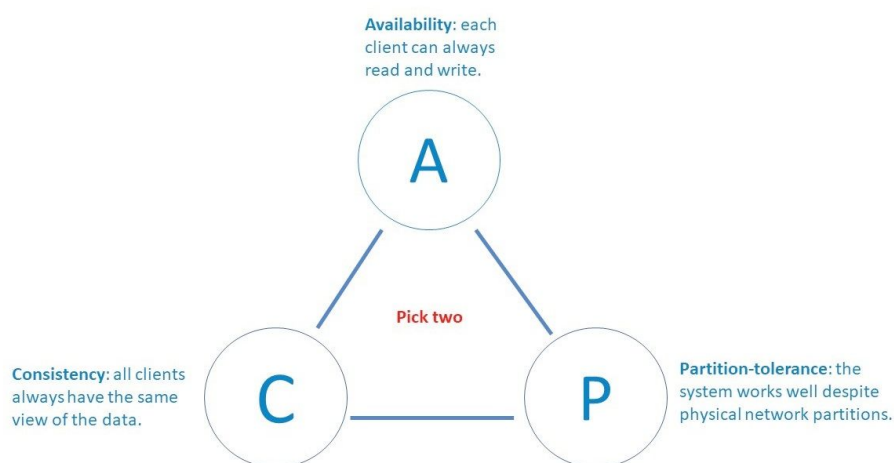 Availability: each
client can always
read and write.
A
Pick two
Consistency: all clients
always have the same
view of the data.
C
P
Partition-tolerance: the
system works well despite
physical network partitions.